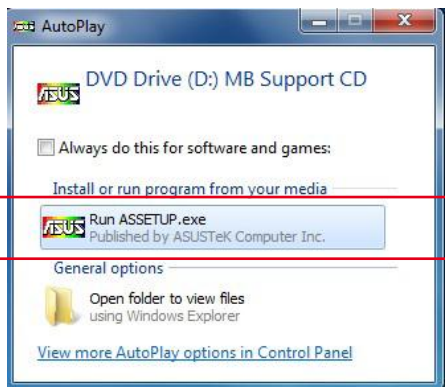 AutoPlay
DVD Drive (D:) MB Support CD
ASUS
Always do this for software and games:
Install or run program from your media
ASUS Run ASSETUP.exe
Published by ASUSTeK Computer Inc.
General options
Open folder to view files
using Windows Explorer
View more AutoPlay options in Control Panel